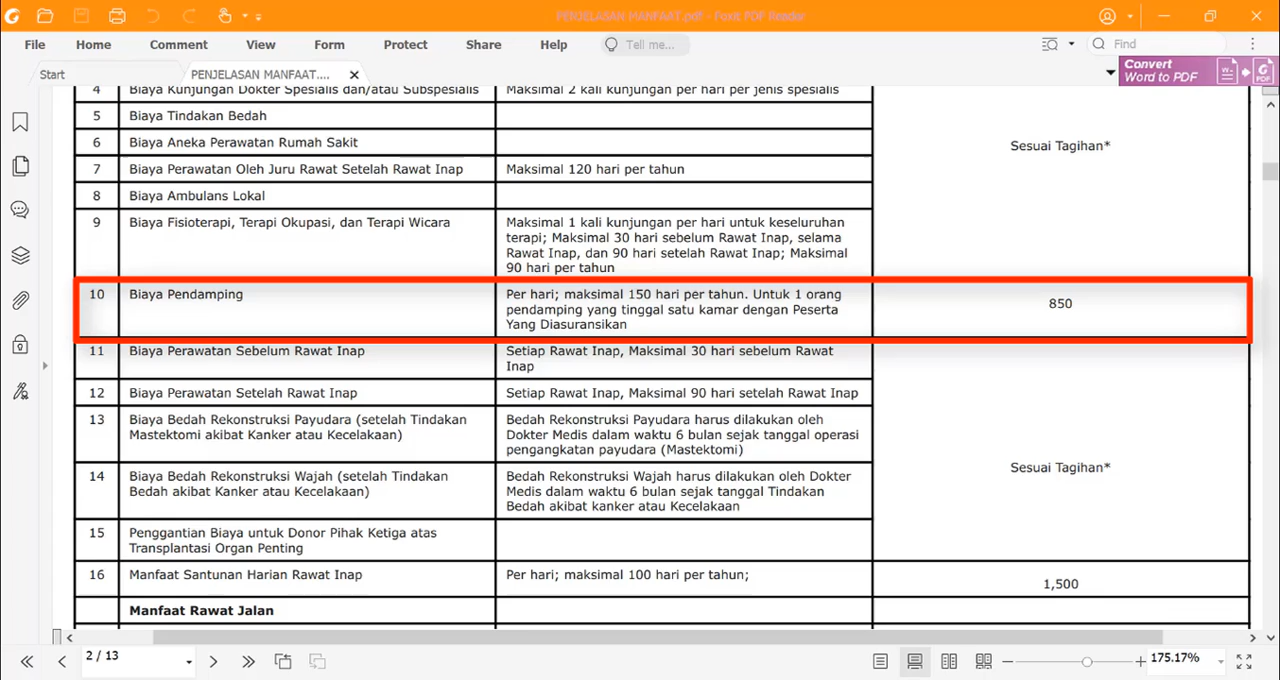 PENJELASAN MANFAAT.pdf - Foxit PDF Reader
File Home Comment View Form Protect Share Help Tell me... Find
Start PENJELASAN MANFAAT....
Convert
Word to PDF
4 Biaya Kunjungan Dokter Spesialis dan/atau Subspesialis Maksimal 2 kali kunjungan per hari per jenis spesialis
5 Biaya Tindakan Bedah
6 Biaya Aneka Perawatan Rumah Sakit
Sesuai Tagihan*
7 Biaya Perawatan Oleh Juru Rawat Setelah Rawat Inap Maksimal 120 hari per tahun
8 Biaya Ambulans Lokal
9 Biaya Fisioterapi, Terapi Okupasi, dan Terapi Wicara Maksimal 1 kali kunjungan per hari untuk keseluruhan
terapi; Maksimal 30 hari sebelum Rawat Inap, selama
Rawat Inap, dan 90 hari setelah Rawat Inap; Maksimal
90 hari per tahun
10 Biaya Pendamping Per hari; maksimal 150 hari per tahun. Untuk 1 orang
pendamping yang tinggal satu kamar dengan Peserta
Yang Diasuransikan
850
11 Biaya Perawatan Sebelum Rawat Inap Setiap Rawat Inap, Maksimal 30 hari sebelum Rawat
Inap
12 Biaya Perawatan Setelah Rawat Inap Setiap Rawat Inap, Maksimal 90 hari setelah Rawat Inap
13 Biaya Bedah Rekonstruksi Payudara (setelah Tindakan
Mastektomi akibat Kanker atau Kecelakaan)
Bedah Rekonstruksi Payudara harus dilakukan oleh
Dokter Medis dalam waktu 6 bulan sejak tanggal operasi
pengangkatan payudara (Mastektomi)
Sesuai Tagihan*
14 Biaya Bedah Rekonstruksi Wajah (setelah Tindakan
Bedah akibat Kanker atau Kecelakaan)
Bedah Rekonstruksi Wajah harus dilakukan oleh Dokter
Medis dalam waktu 6 bulan sejak tanggal Tindakan
Bedah akibat kanker atau Kecelakaan
15 Penggantian Biaya untuk Donor Pihak Ketiga atas
Transplantasi Organ Penting
16 Manfaat Santunan Harian Rawat Inap Per hari; maksimal 100 hari per tahun;
1,500
Manfaat Rawat Jalan
2 / 13 175.17%